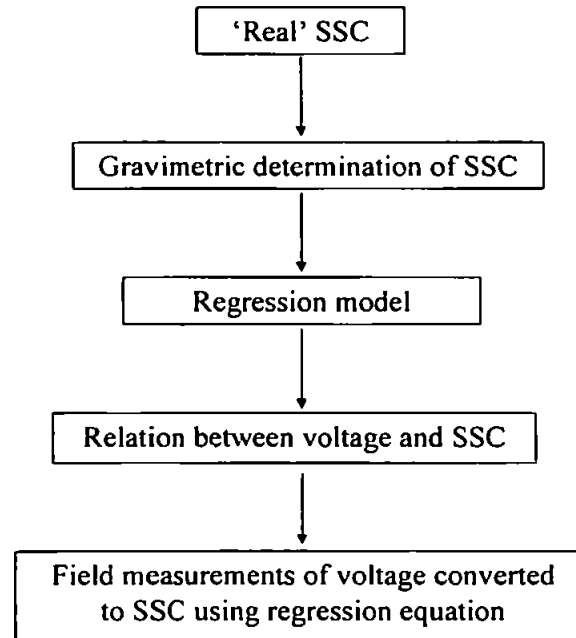 ‘Real’ SSC
Gravimetric determination of SSC
Regression model
Relation between voltage and SSC
Field measurements of voltage converted
to SSC using regression equation